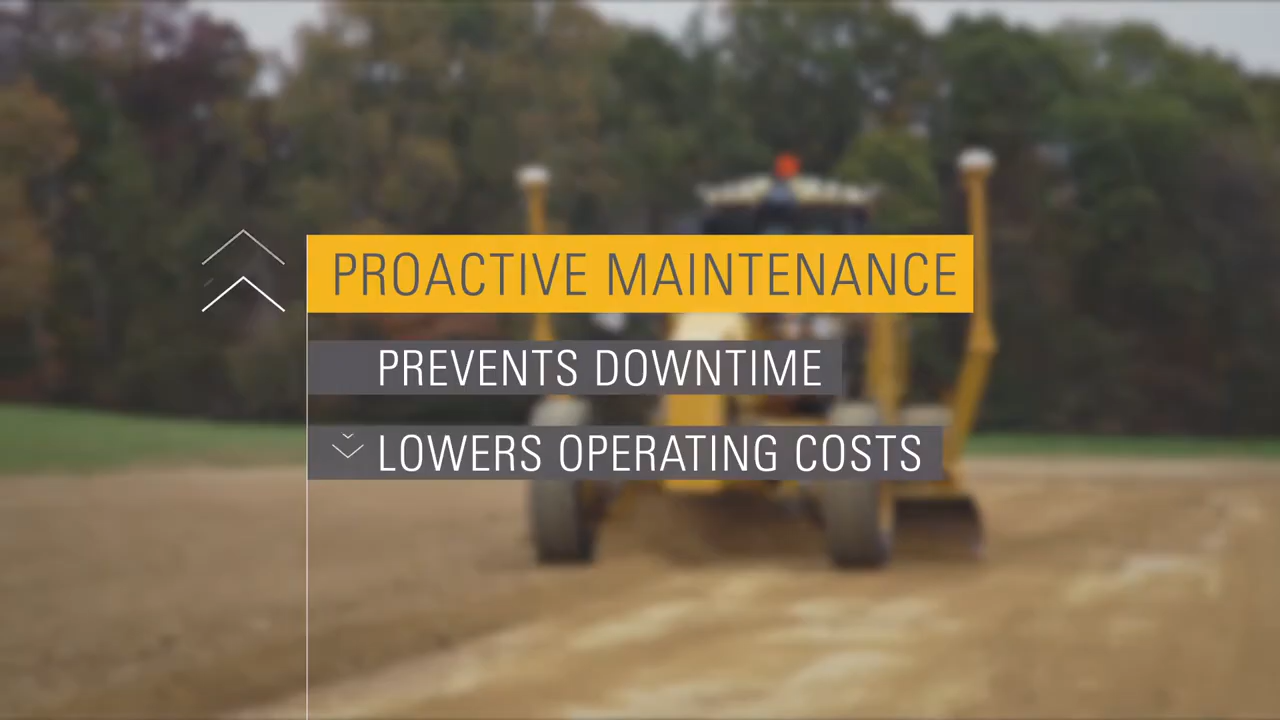 PROACTIVE MAINTENANCE
PREVENTS DOWNTIME
LOWERS OPERATING COSTS